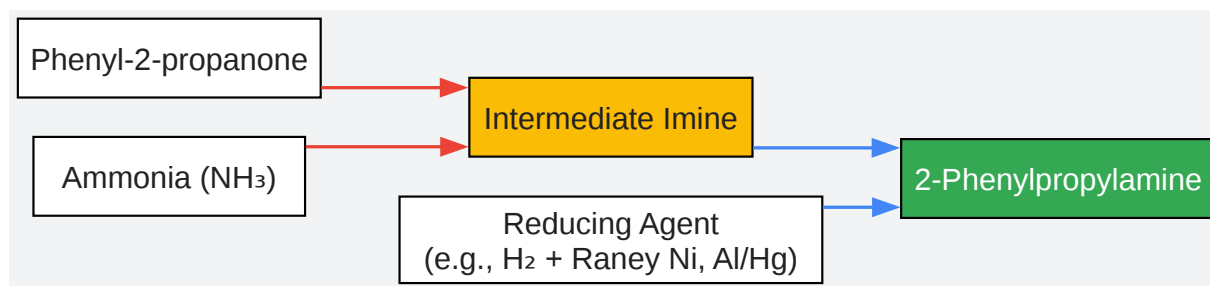 Phenyl-2-propanone
Ammonia (NH₃)
Intermediate Imine
Reducing Agent
(e.g., H₂ + Raney Ni, Al/Hg)
2-Phenylpropylamine